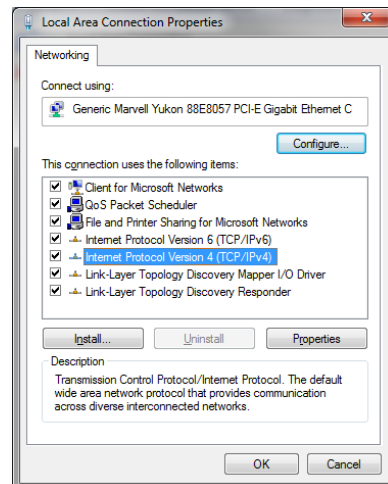 Local Area Connection Properties
Networking
Connect using:
Generic Marvell Yukon 88E8057 PCI-E Gigabit Ethernet C
Configure...
This connection uses the following items:
Client for Microsoft Networks
QoS Packet Scheduler
File and Printer Sharing for Microsoft Networks
Internet Protocol Version 6 (TCP/IPv6)
Internet Protocol Version 4 (TCP/IPv4)
Link-Layer Topology Discovery Mapper I/O Driver
Link-Layer Topology Discovery Responder
Install... Uninstall Properties
Description
Transmission Control Protocol/Internet Protocol. The default
wide area network protocol that provides communication
across diverse interconnected networks.
OK Cancel